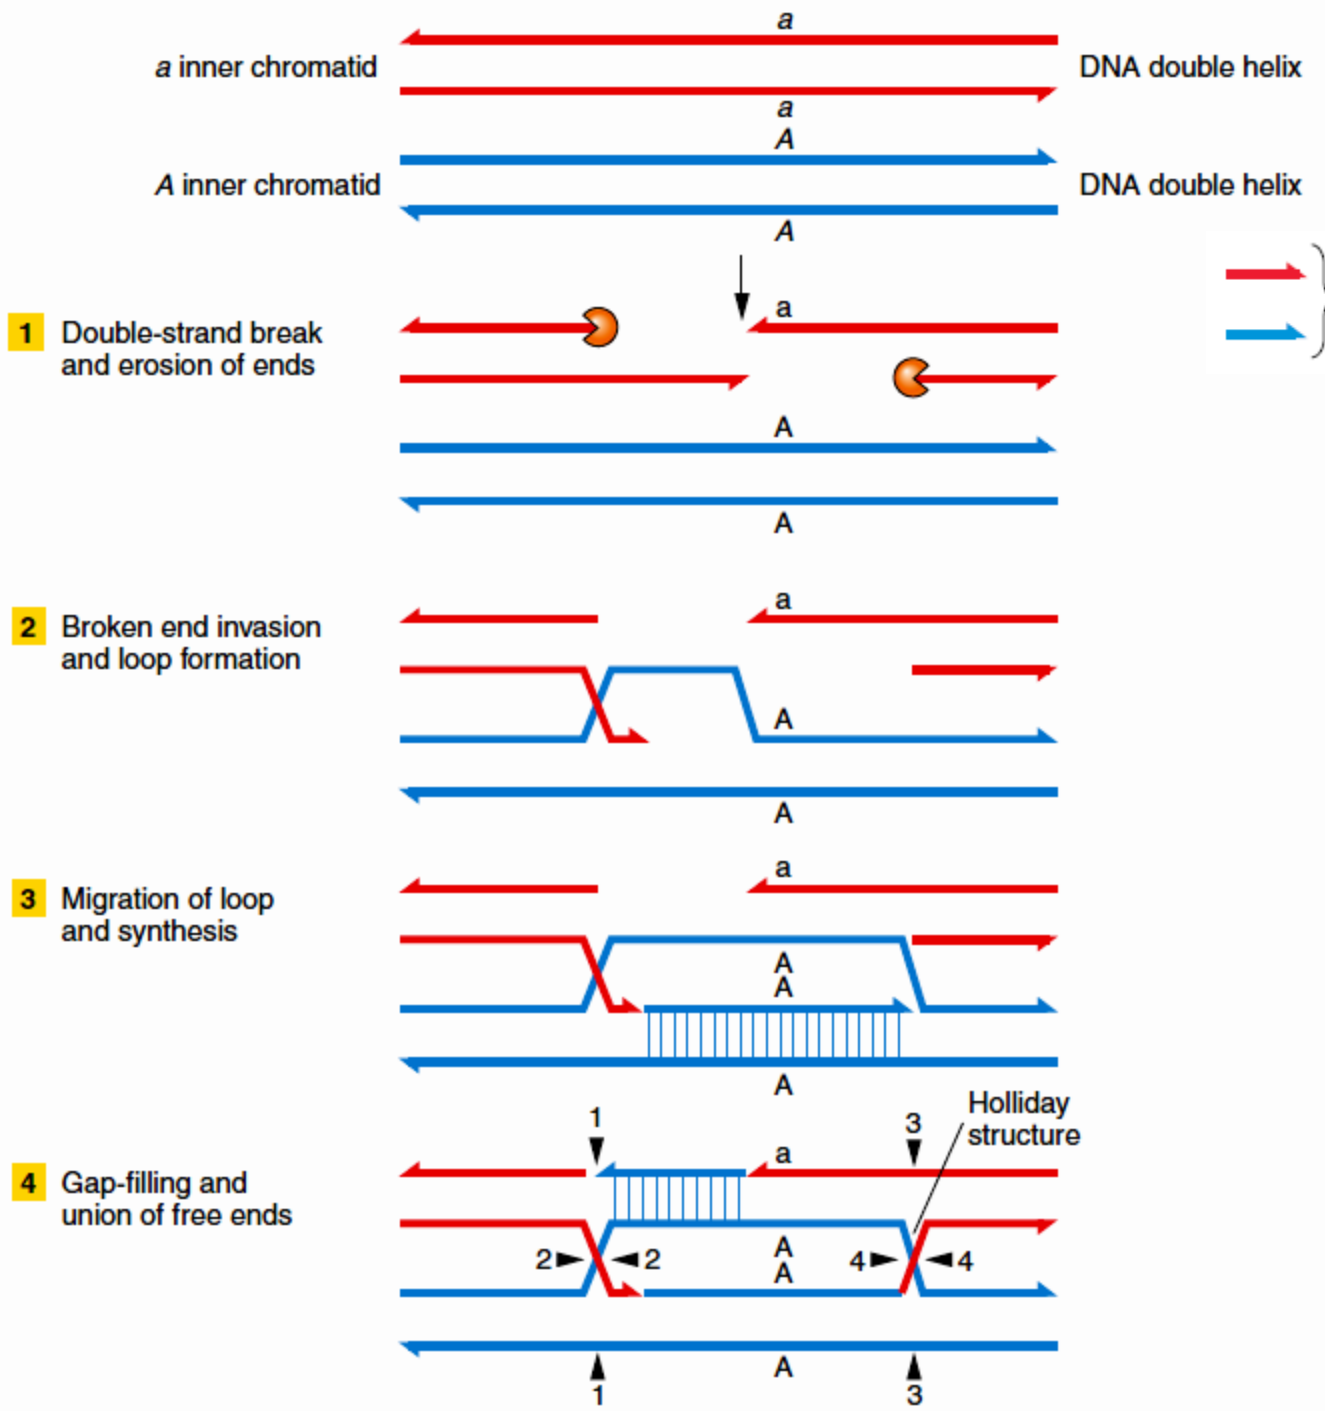 a
a inner chromatid
DNA double helix
a
A
A inner chromatid
DNA double helix
A
1 Double-strand break
and erosion of ends
a
A
A
2 Broken end invasion
and loop formation
a
A
A
3 Migration of loop
and synthesis
a
A
A
A
Holliday
structure
1
3
4 Gap-filling and
union of free ends
a
2 2
A
A
4 4
A
1
3